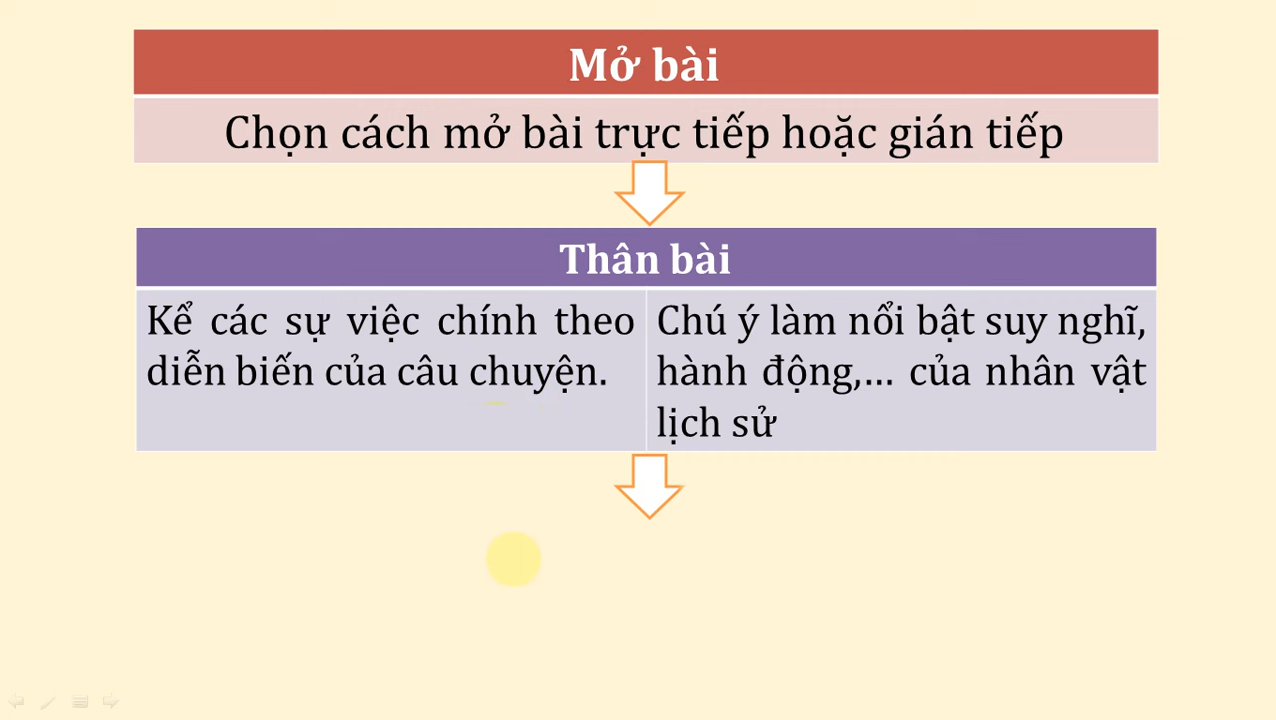 Mở bài
Chọn cách mở bài trực tiếp hoặc gián tiếp
Thân bài
Kể các sự việc chính theo
diễn biến của câu chuyện.
Chú ý làm nổi bật suy nghĩ,
hành động,... của nhân vật
lịch sử